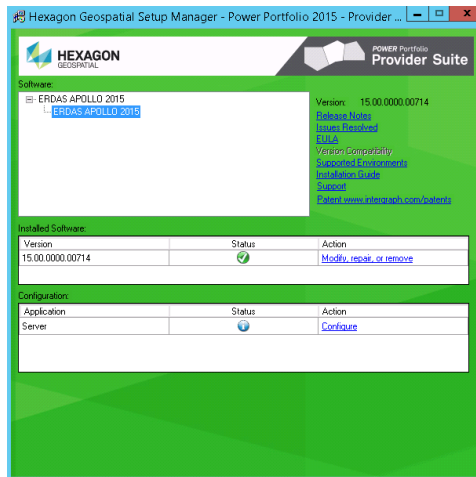 Hexagon Geospatial Setup Manager - Power Portfolio 2015 - Provider ...
HEXAGON
GEOSPATIAL
POWER Portfolio
Provider Suite
Software:
ERDAS APOLLO 2015
ERDAS APOLLO 2015
Version: 15.00.0000.00714
Release Notes
Issues Resolved
EULA
Version Compatibility
Supported Environments
Installation Guide
Support
Patent www.intergraph.com/patents
Installed Software:
Version Status Action
15.00.0000.00714 Modify, repair, or remove
Configuration:
Application Status Action
Server Configure